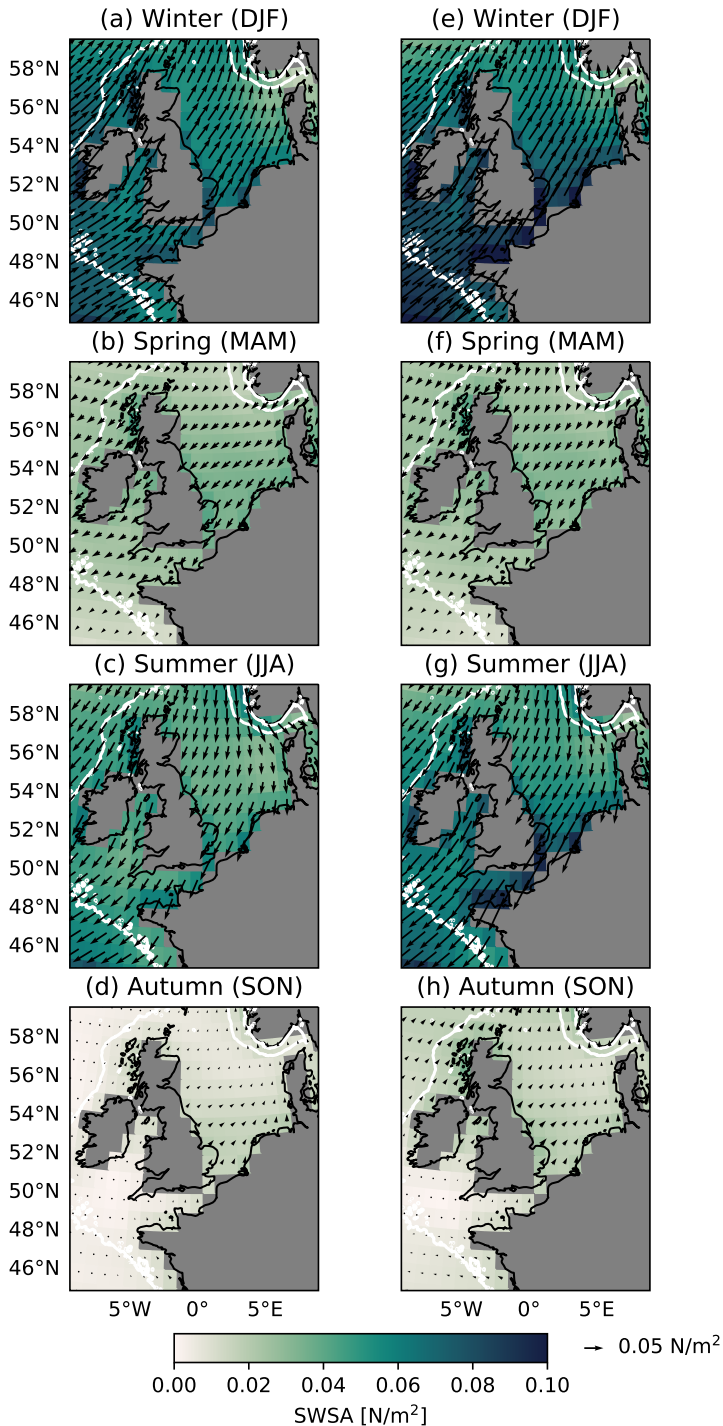 (a) Winter (DJF) (e) Winter (DJF)
58°N
56°N
54°N
52°N
50°N
48°N
46°N
(b) Spring (MAM) (f) Spring (MAM)
58°N
56°N
54°N
52°N
50°N
48°N
46°N
(c) Summer (JJA) (g) Summer (JJA)
58°N
56°N
54°N
52°N
50°N
48°N
46°N
(d) Autumn (SON) (h) Autumn (SON)
58°N
56°N
54°N
52°N
50°N
48°N
46°N
5°W 0° 5°E 5°W 0° 5°E
0.05 N/m²
0.00 0.02 0.04 0.06 0.08 0.10
SWSA [N/m²]